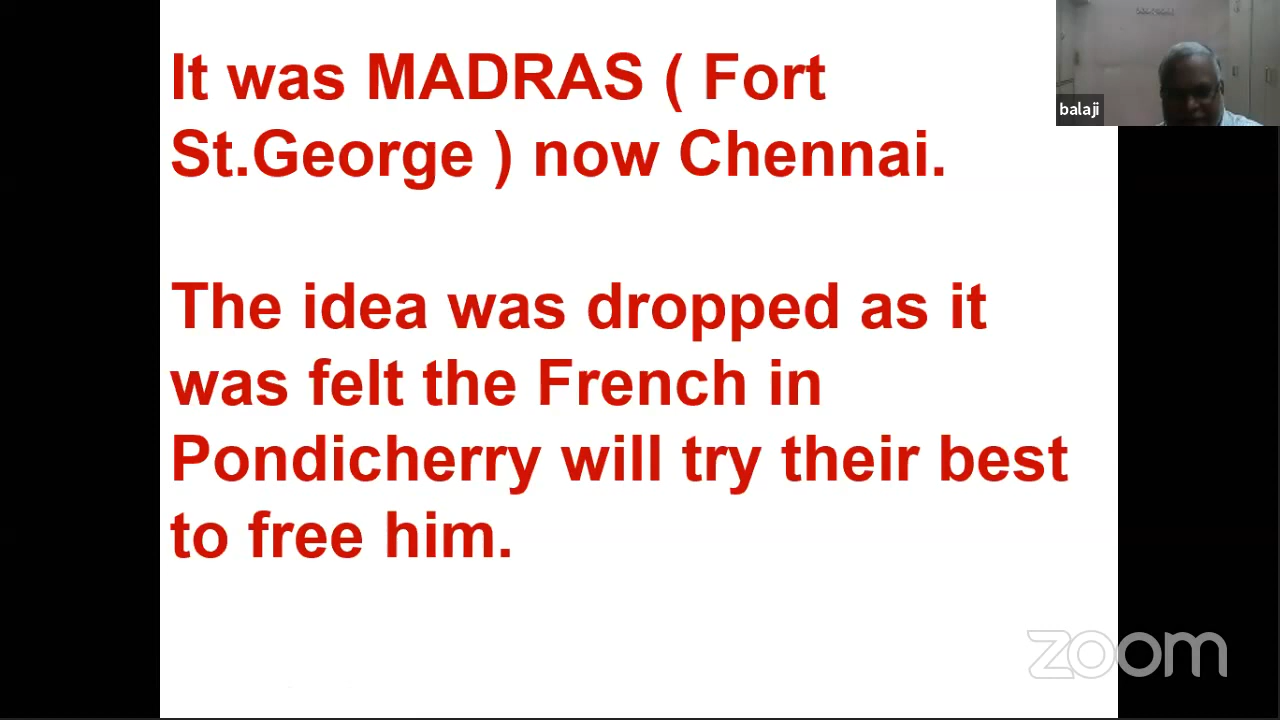 It was MADRAS ( Fort
St.George ) now Chennai.
The idea was dropped as it
was felt the French in
Pondicherry will try their best
to free him.
balaji
zoom